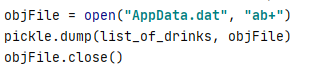 objFile = open("AppData.dat", "ab+")
pickle.dump(list_of_drinks, objFile)
objFile.close()